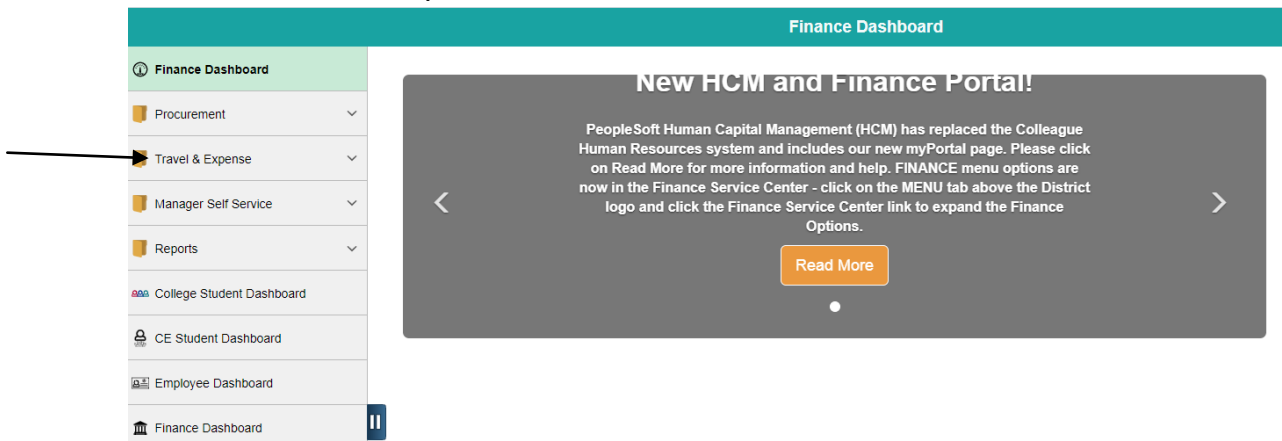 Finance Dashboard
Finance Dashboard
Procurement
Travel & Expense
Manager Self Service
Reports
College Student Dashboard
CE Student Dashboard
Employee Dashboard
Finance Dashboard
New HCM and Finance Portal!
PeopleSoft Human Capital Management (HCM) has replaced the Colleague
Human Resources system and includes our new myPortal page. Please click
on Read More for more information and help. FINANCE menu options are
now in the Finance Service Center - click on the MENU tab above the District
logo and click the Finance Service Center link to expand the Finance
Options.
Read More